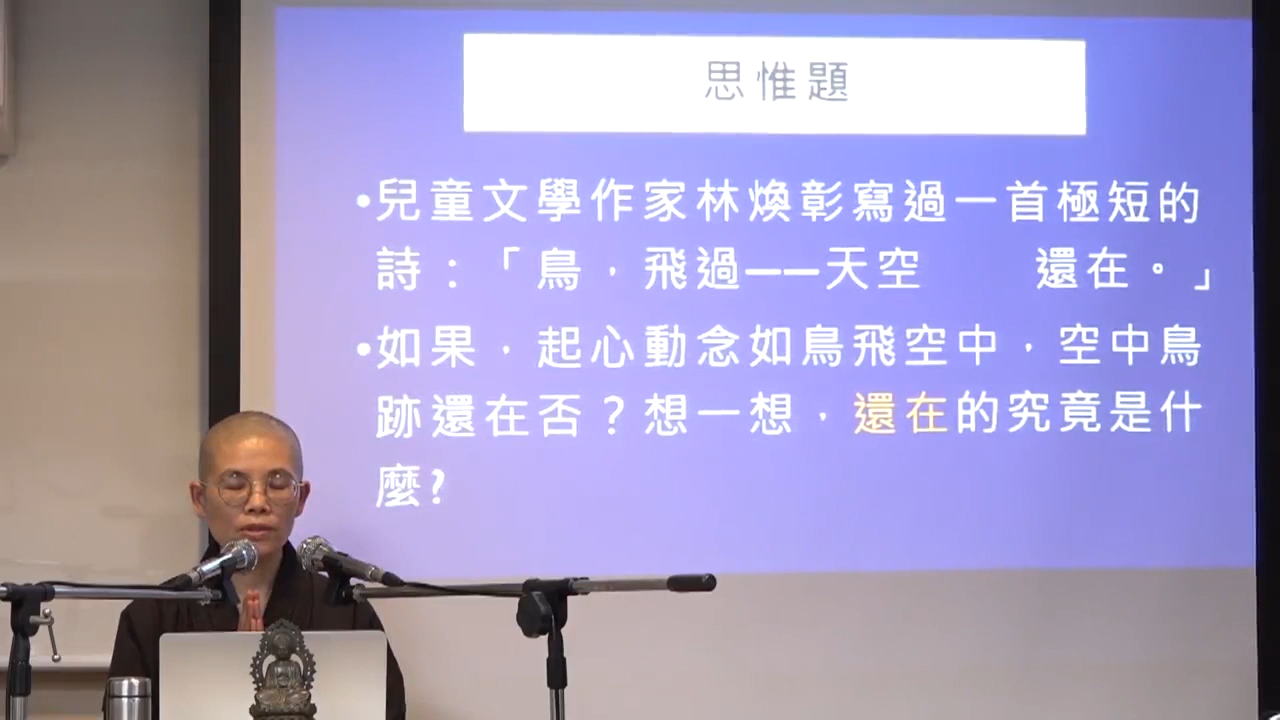 思惟題
•兒童文學作家林煥彰寫過一首極短的
詩：「鳥，飛過——天空　　還在。」
•如果，起心動念如鳥飛空中，空中鳥
跡還在否？想一想，還在的究竟是什
麼?